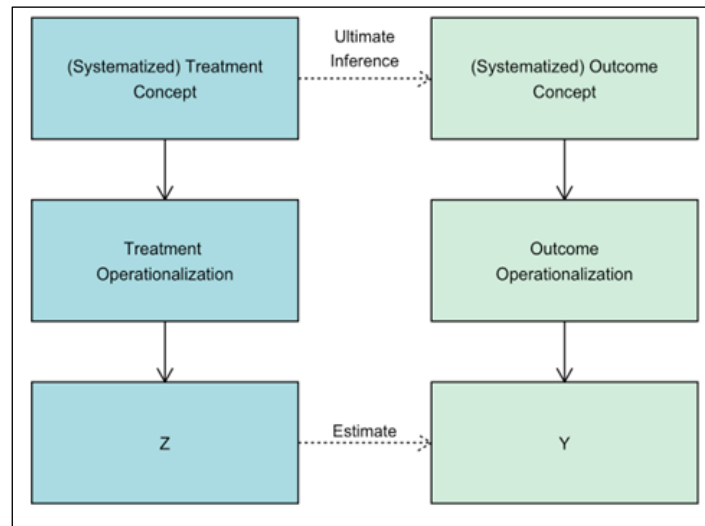 (Systematized) Treatment
Concept
Ultimate
Inference
(Systematized) Outcome
Concept
Treatment
Operationalization
Outcome
Operationalization
Z
Estimate
Y